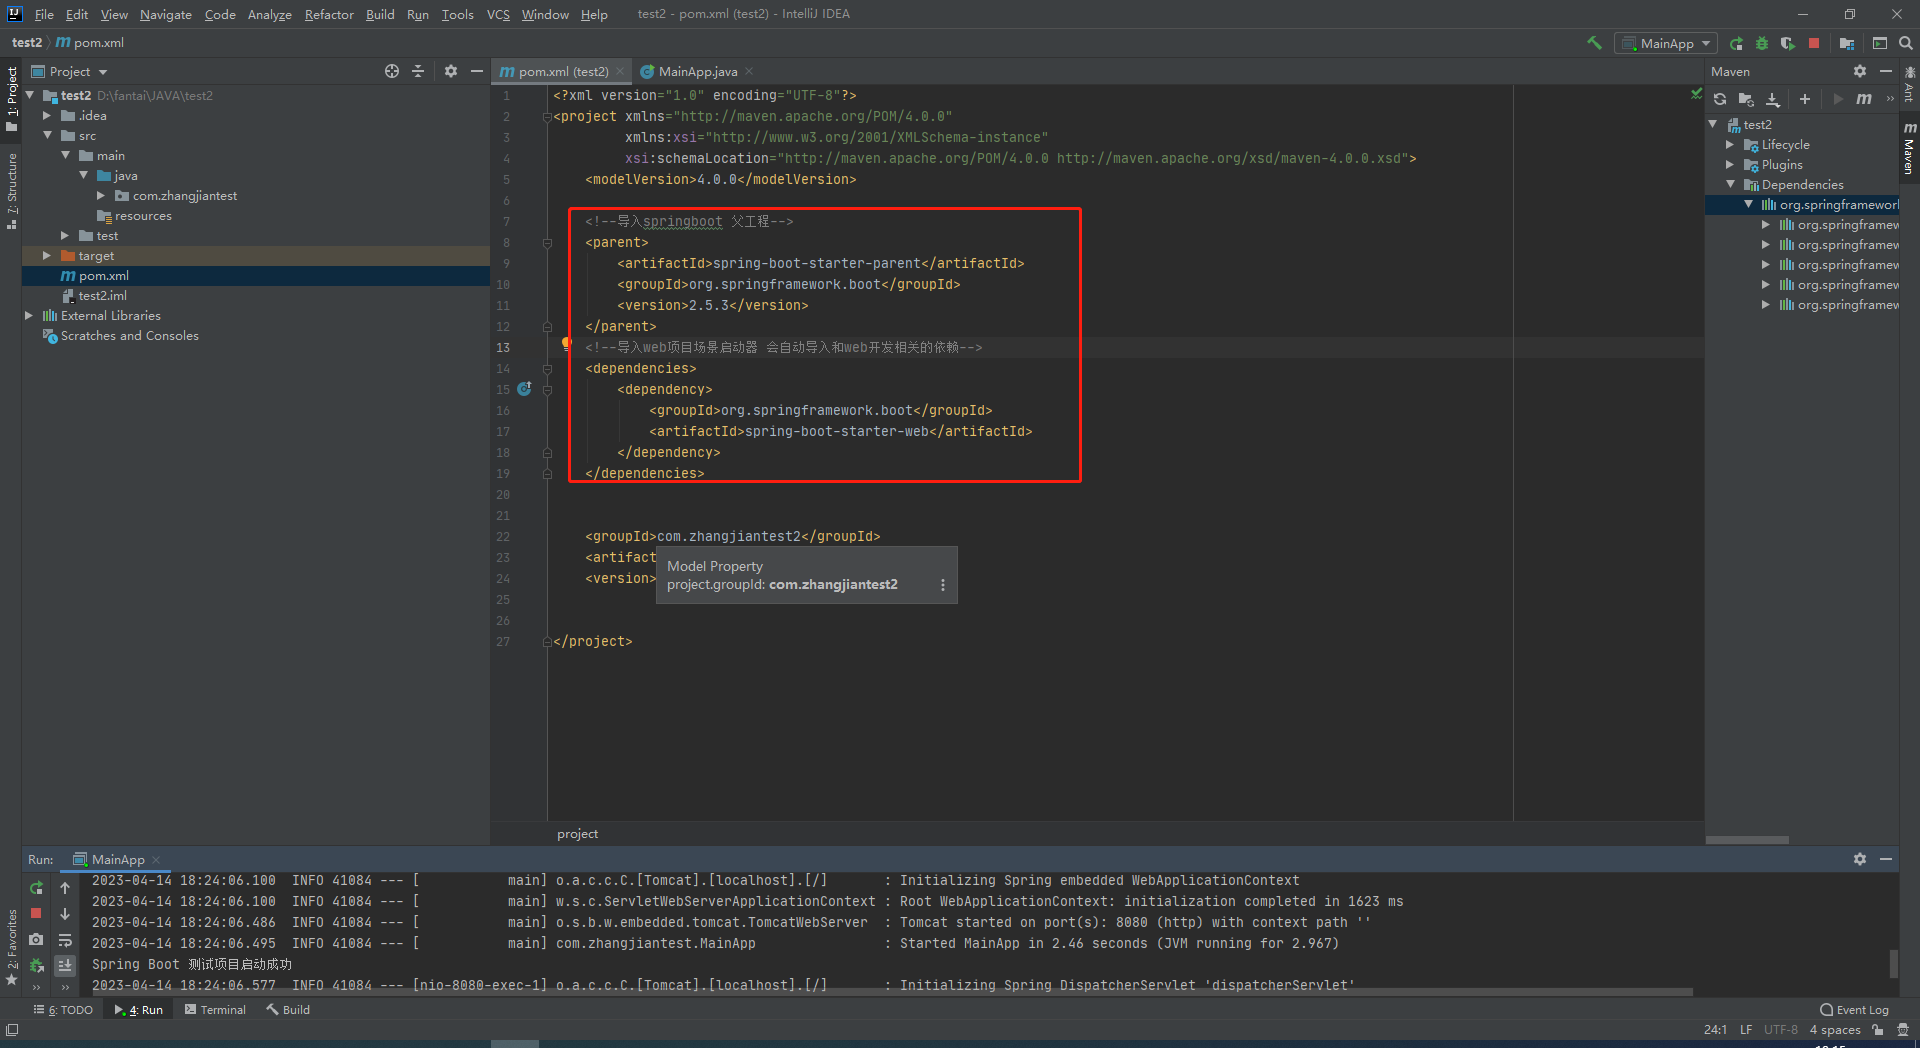 File Edit View Navigate Code Analyze Refactor Build Run Tools VCS Window Help test2 - pom.xml (test2) - IntelliJ IDEA
test2 pom.xml
MainApp
Project
pom.xml (test2)
MainApp.java
Maven
1: Project
7: Structure
2: Favorites
Ant
Maven
test2 D:\fantai\JAVA\test2
.idea
src
main
java
com.zhangjiantest
resources
test
target
pom.xml
test2.iml
External Libraries
Scratches and Consoles
1 <?xml version="1.0" encoding="UTF-8"?>
2 <project xmlns="http://maven.apache.org/POM/4.0.0"
3 xmlns:xsi="http://www.w3.org/2001/XMLSchema-instance"
4 xsi:schemaLocation="http://maven.apache.org/POM/4.0.0 http://maven.apache.org/xsd/maven-4.0.0.xsd">
5 <modelVersion>4.0.0</modelVersion>
6
7 <!--导入springboot 父工程-->
8 <parent>
9 <artifactId>spring-boot-starter-parent</artifactId>
10 <groupId>org.springframework.boot</groupId>
11 <version>2.5.3</version>
12 </parent>
13 <!--导入web项目场景启动器 会自动导入和web开发相关的依赖-->
14 <dependencies>
15 <dependency>
16 <groupId>org.springframework.boot</groupId>
17 <artifactId>spring-boot-starter-web</artifactId>
18 </dependency>
19 </dependencies>
20
21
22 <groupId>com.zhangjiantest2</groupId>
23 <artifact
24 <version>
25
26
27 </project>
Model Property
project.groupId: com.zhangjiantest2
project
test2
Lifecycle
Plugins
Dependencies
org.springframework
org.springframew
org.springframew
org.springframew
org.springframew
org.springframew
Run: MainApp
2023-04-14 18:24:06.100 INFO 41084 --- [ main] o.a.c.c.C.[Tomcat].[localhost].[/] : Initializing Spring embedded WebApplicationContext
2023-04-14 18:24:06.100 INFO 41084 --- [ main] w.s.c.ServletWebServerApplicationContext : Root WebApplicationContext: initialization completed in 1623 ms
2023-04-14 18:24:06.486 INFO 41084 --- [ main] o.s.b.w.embedded.tomcat.TomcatWebServer : Tomcat started on port(s): 8080 (http) with context path ''
2023-04-14 18:24:06.495 INFO 41084 --- [ main] com.zhangjiantest.MainApp : Started MainApp in 2.46 seconds (JVM running for 2.967)
Spring Boot 测试项目启动成功
2023-04-14 18:24:06.577 INFO 41084 --- [nio-8080-exec-1] o.a.c.c.C.[Tomcat].[localhost].[/] : Initializing Spring DispatcherServlet 'dispatcherServlet'
6: TODO 4: Run Terminal Build Event Log
24:1 LF UTF-8 4 spaces